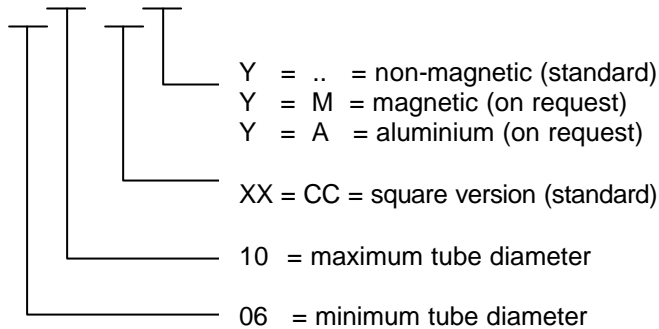 Y = .. = non-magnetic (standard)
Y = M = magnetic (on request)
Y = A = aluminium (on request)
XX = CC = square version (standard)
10 = maximum tube diameter
06 = minimum tube diameter